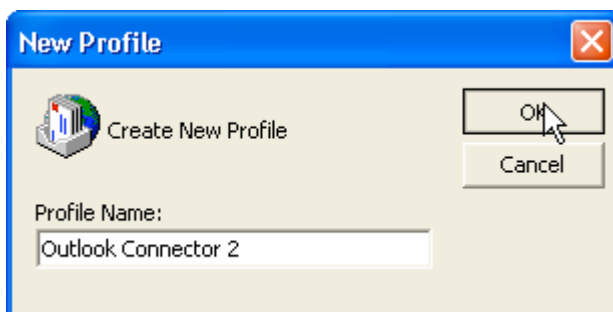 New Profile
Create New Profile
OK
Cancel
Profile Name:
Outlook Connector 2